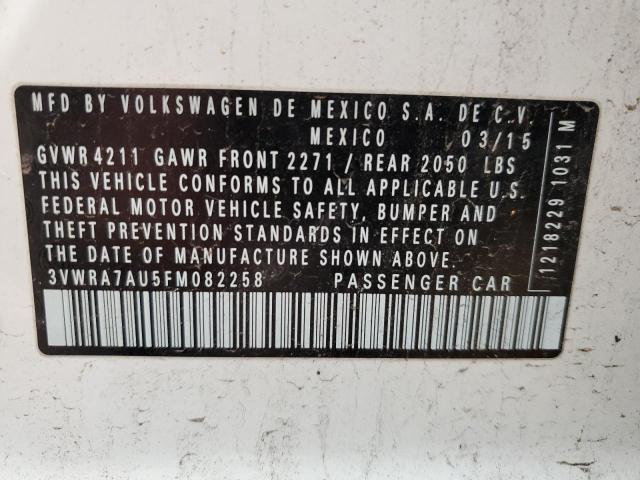 MFD BY VOLKSWAGEN DE MEXICO S.A. DE C.V.
MEXICO 03/15
GVWR 4211 GAWR FRONT 2271 / REAR 2050 LBS
THIS VEHICLE CONFORMS TO ALL APPLICABLE U.S.
FEDERAL MOTOR VEHICLE SAFETY, BUMPER AND
THEFT PREVENTION STANDARDS IN EFFECT ON
THE DATE OF MANUFACTURE SHOWN ABOVE.
3VWRA7AU5FM082258 PASSENGER CAR
1218229 1031 M